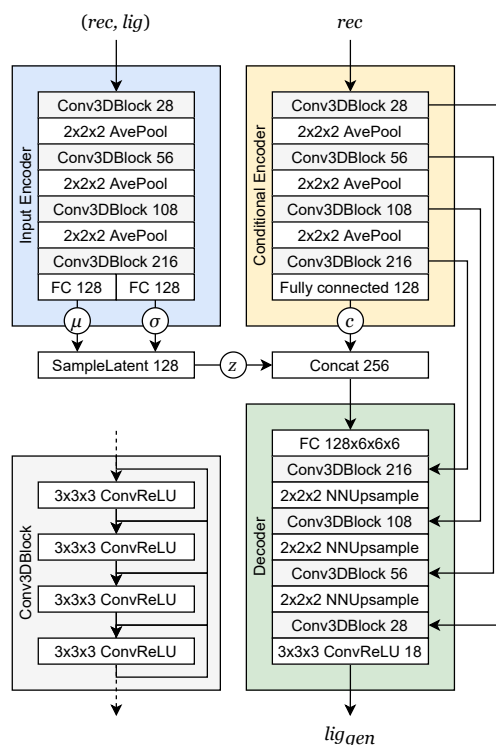 (rec, lig)
Input Encoder
Conv3DBlock 28
2x2x2 AvePool
Conv3DBlock 56
2x2x2 AvePool
Conv3DBlock 108
2x2x2 AvePool
Conv3DBlock 216
FC 128 FC 128
μ σ
SampleLatent 128
z
rec
Conditional Encoder
Conv3DBlock 28
2x2x2 AvePool
Conv3DBlock 56
2x2x2 AvePool
Conv3DBlock 108
2x2x2 AvePool
Conv3DBlock 216
Fully connected 128
c
Concat 256
Conv3DBlock
3x3x3 ConvReLU
3x3x3 ConvReLU
3x3x3 ConvReLU
3x3x3 ConvReLU
Decoder
FC 128x6x6x6
Conv3DBlock 216
2x2x2 NNUpsample
Conv3DBlock 108
2x2x2 NNUpsample
Conv3DBlock 56
2x2x2 NNUpsample
Conv3DBlock 28
3x3x3 ConvReLU 18
lig gen